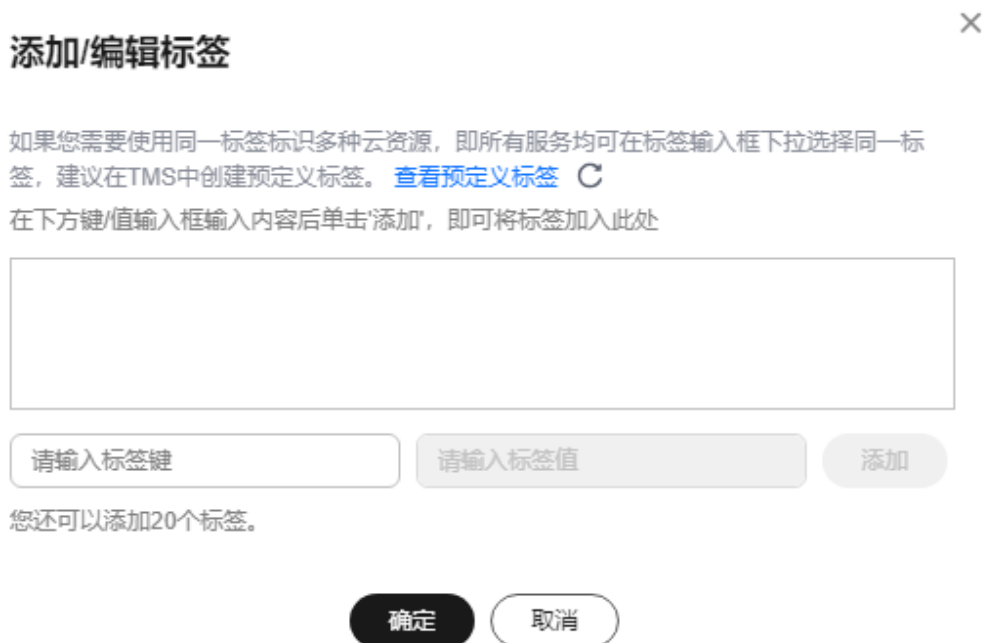 添加/编辑标签
如果您需要使用同一标签标识多种云资源，即所有服务均可在标签输入框下拉选择同一标
签，建议在TMS中创建预定义标签。 查看预定义标签
在下方键/值输入框输入内容后单击'添加'，即可将标签加入此处
请输入标签键 请输入标签值 添加
您还可以添加20个标签。
确定 取消